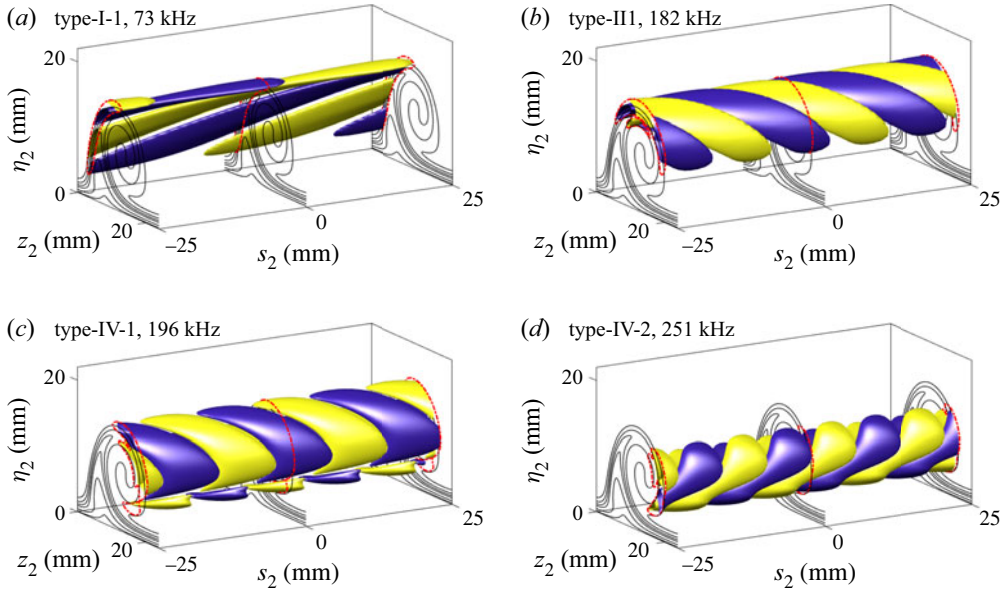 (a) type-I-1, 73 kHz
20
η₂ (mm)
0
z₂ (mm)
20
–25
0
25
s₂ (mm)
(b) type-II1, 182 kHz
20
η₂ (mm)
0
z₂ (mm)
20
–25
0
25
s₂ (mm)
(c) type-IV-1, 196 kHz
20
η₂ (mm)
0
z₂ (mm)
20
–25
0
25
s₂ (mm)
(d) type-IV-2, 251 kHz
20
η₂ (mm)
0
z₂ (mm)
20
–25
0
25
s₂ (mm)